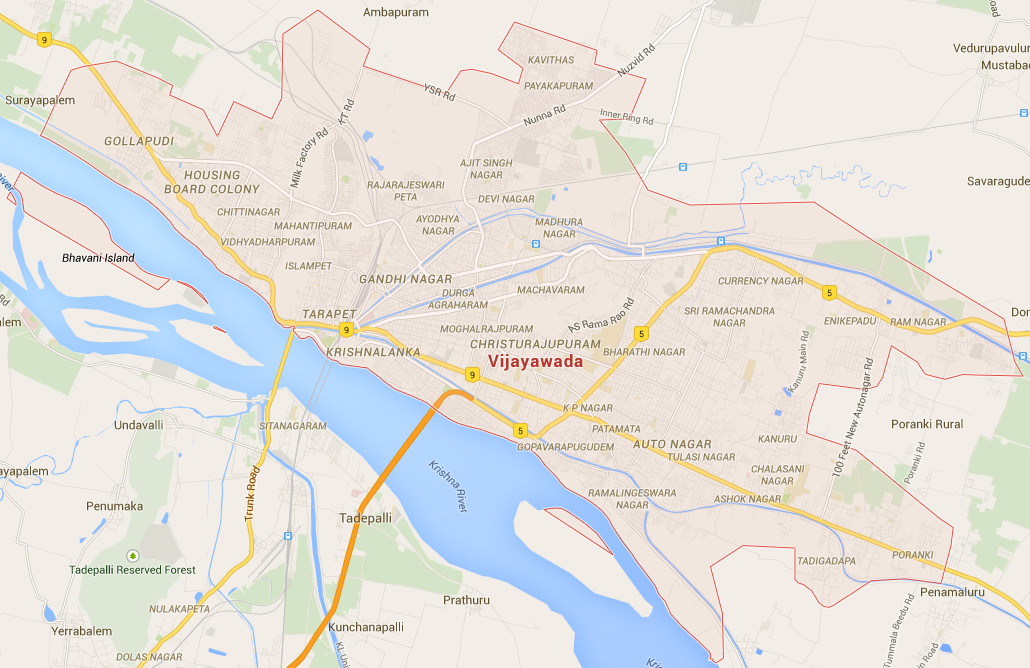 Ambapuram
9
KAVITHAS
Nuzvid Rd
Vedurupavulur
Mustabad
PAYAKAPURAM
YSR Rd
Surayapalem
KT Rd
Nunna Rd
Inner Ring Rd
GOLLAPUDI
Milk Factory Rd
AJIT SINGH
NAGAR
HOUSING
BOARD COLONY
RAJARAJESWARI
PETA
Savaragude
DEVI NAGAR
CHITTINAGAR
MAHANTIPURAM
AYODHYA
NAGAR
MADHURA
NAGAR
VIDHYADHARPURAM
Bhavani Island
ISLAMPET
GANDHI NAGAR
DURGA
AGRAHARAM
MACHAVARAM
CURRENCY NAGAR
5
TARAPET
9
MOGHALRAJPURAM
AS Rama Rao Rd
SRI RAMACHANDRA
NAGAR
ENIKEPADU
RAM NAGAR
CHRISTURAJUPURAM
5
KRISHNALANKA
Vijayawada
BHARATHI NAGAR
Kanuru Main Rd
9
100 Feet New Autonagar Rd
K P NAGAR
Undavalli
SITANAGARAM
5
PATAMATA
Poranki Rural
GOPAVARAPUGUDEM
AUTO NAGAR
TULASI NAGAR
KANURU
Poranki Rd
Krishna River
CHALASANI
NAGAR
Trunk Road
RAMALINGESWARA
NAGAR
ASHOK NAGAR
Penumaka
Tadepalli
Tadepalli Reserved Forest
TADIGADAPA
PORANKI
Penamaluru
NULAKAPETA
Prathuru
Kunchanapalli
Yerrabalem
Tummala Beedu Rd
DOLAS NAGAR